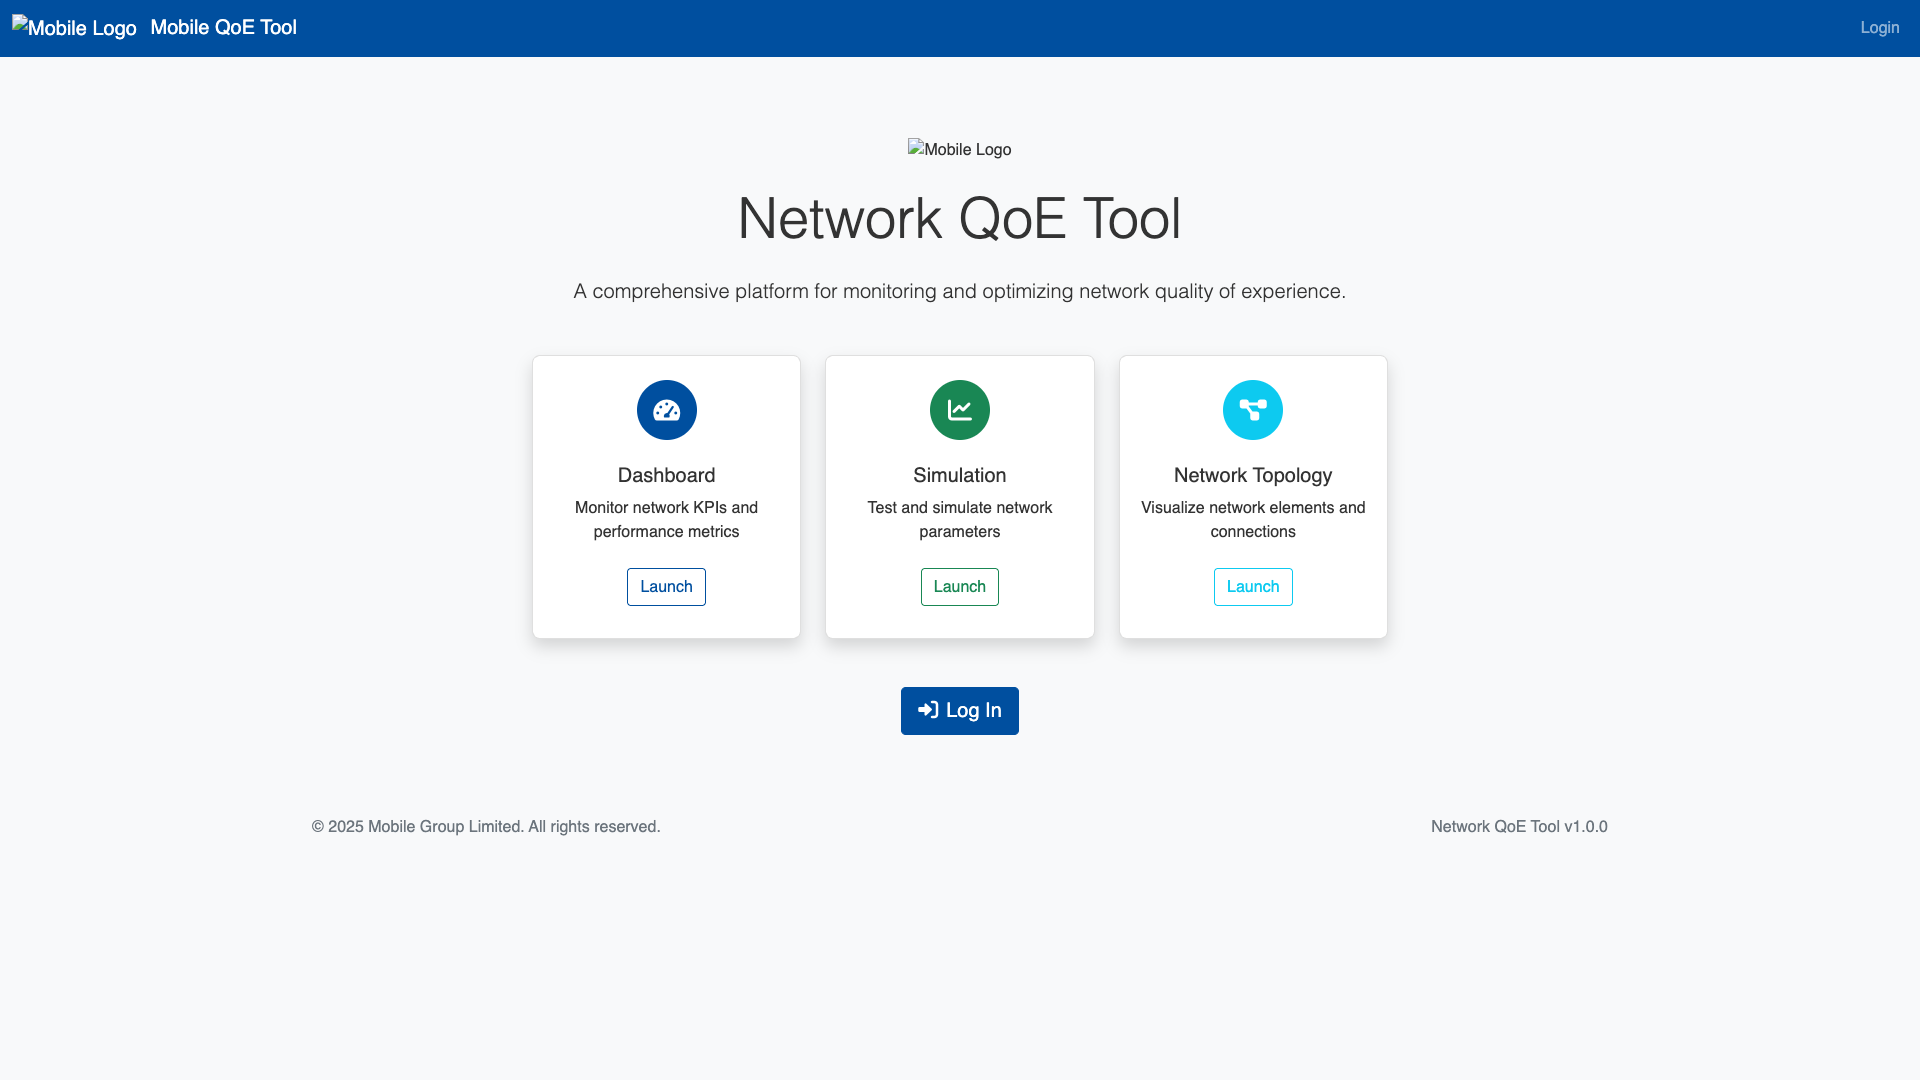 Mobile Logo Mobile QoE Tool
Login
Mobile Logo
Network QoE Tool
A comprehensive platform for monitoring and optimizing network quality of experience.
Dashboard
Monitor network KPIs and
performance metrics
Launch
Simulation
Test and simulate network
parameters
Launch
Network Topology
Visualize network elements and
connections
Launch
Log In
© 2025 Mobile Group Limited. All rights reserved.
Network QoE Tool v1.0.0